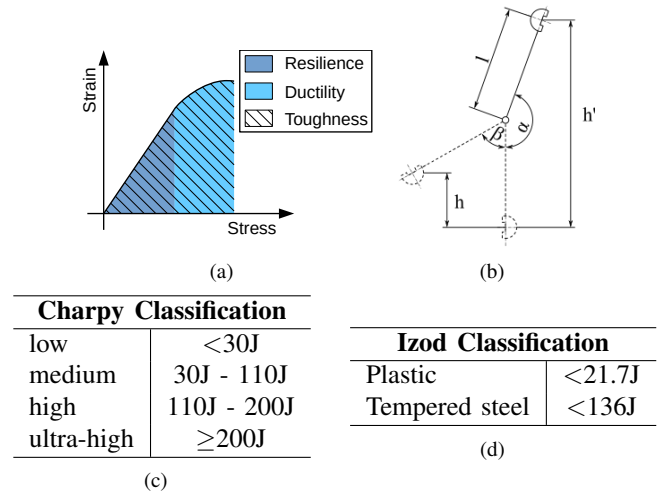 Strain
Resilience
Ductility
Toughness
Stress
(a)
l
h'
α
β
h
(b)
Charpy Classification
low <30J
medium 30J - 110J
high 110J - 200J
ultra-high ≥200J
(c)
Izod Classification
Plastic <21.7J
Tempered steel <136J
(d)